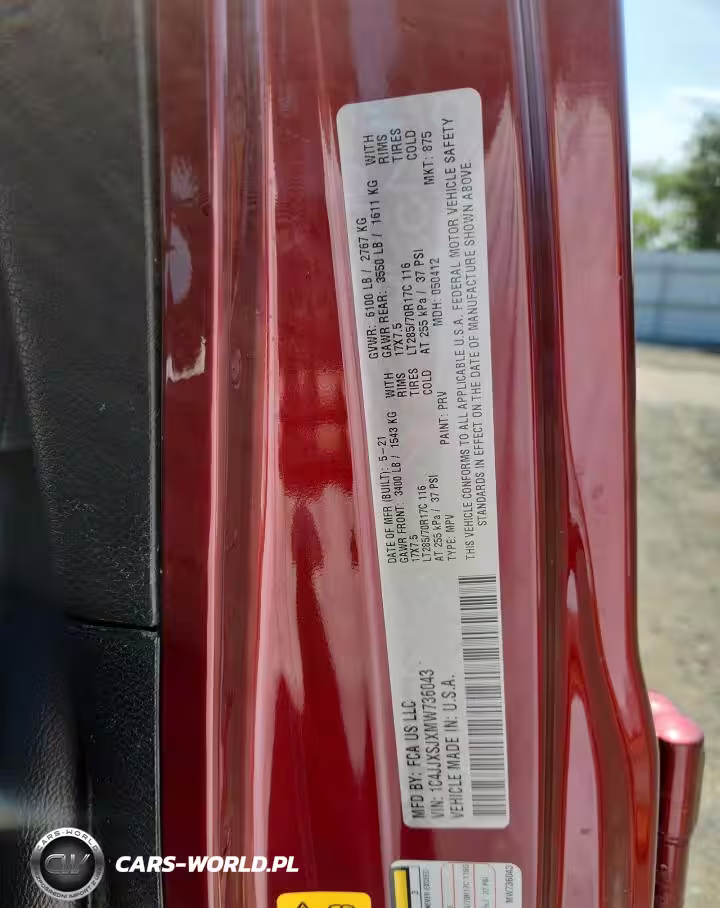 MFD BY: FCA US LLC
VIN: 1C4JJXSJXMW736043
VEHICLE MADE IN: U.S.A.
DATE OF MFR (BUILT): 5-21
GAWR FRONT: 3400 LB / 1543 KG WITH
17X7.5 RIMS
LT285/70R17C 116 TIRES
AT 255 kPa / 37 PSI COLD
TYPE: MPV PAINT: PRV
GVWR: 6100 LB / 2767 KG
GAWR REAR: 3550 LB / 1611 KG WITH
17X7.5 RIMS
LT285/70R17C 116 TIRES
AT 255 kPa / 37 PSI COLD
MDH: 050412 MKT: 875
THIS VEHICLE CONFORMS TO ALL APPLICABLE U.S.A. FEDERAL MOTOR VEHICLE SAFETY
STANDARDS IN EFFECT ON THE DATE OF MANUFACTURE SHOWN ABOVE.
MW736043
CARS-WORLD
CW
CARS-WORLD.PL